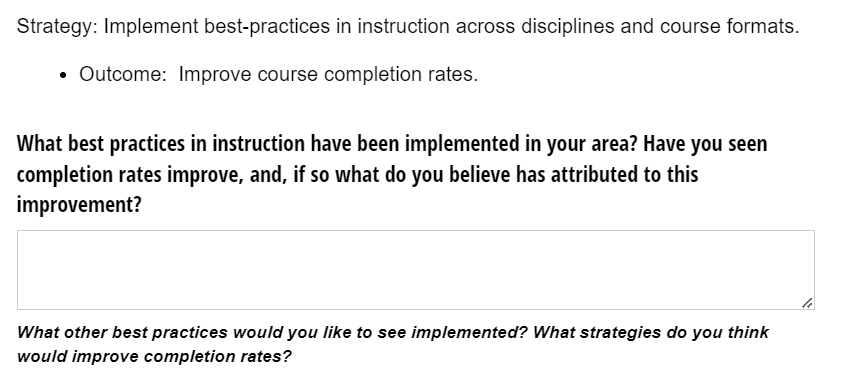 Strategy: Implement best-practices in instruction across disciplines and course formats.
• Outcome:  Improve course completion rates.
What best practices in instruction have been implemented in your area? Have you seen
completion rates improve, and, if so what do you believe has attributed to this
improvement?
What other best practices would you like to see implemented? What strategies do you think
would improve completion rates?